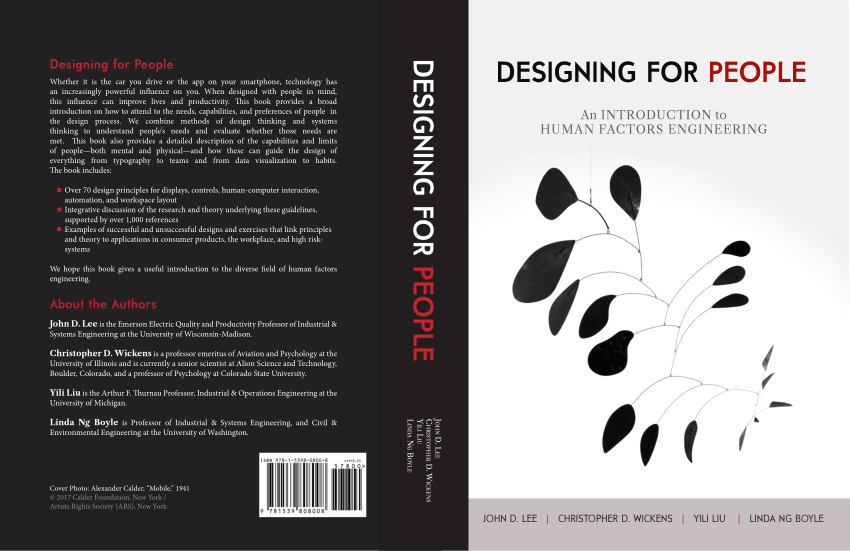 Designing for People
Whether it is the car you drive or the app on your smartphone, technology has
an increasingly powerful influence on you. When designed with people in mind,
this influence can improve lives and productivity. This book provides a broad
introduction on how to attend to the needs, capabilities, and preferences of people in
the design process. We combine methods of design thinking and systems
thinking to understand people's needs and evaluate whether those needs are
met. This book also provides a detailed description of the capabilities and limits
of people—both mental and physical—and how these can guide the design of
everything from typography to teams and from data visualization to habits.
The book includes:
Over 70 design principles for displays, controls, human-computer interaction,
automation, and workspace layout
Integrative discussion of the research and theory underlying these guidelines,
supported by over 1,000 references
Examples of successful and unsuccessful designs and exercises that link principles
and theory to applications in consumer products, the workplace, and high risk-
systems
We hope this book gives a useful introduction to the diverse field of human factors
engineering.
About the Authors
John D. Lee is the Emerson Electric Quality and Productivity Professor of Industrial &
Systems Engineering at the University of Wisconsin-Madison.
Christopher D. Wickens is a professor emeritus of Aviation and Psychology at the
University of Illinois and is currently a senior scientist at Alion Science and Technology,
Boulder, Colorado, and a professor of Psychology at Colorado State University.
Yili Liu is the Arthur F. Thurnau Professor, Industrial & Operations Engineering at the
University of Michigan.
Linda Ng Boyle is Professor of Industrial & Systems Engineering, and Civil &
Environmental Engineering at the University of Washington.
Cover Photo: Alexander Calder, "Mobile," 1941
© 2017 Calder Foundation, New York /
Artists Rights Society (ARS), New York
ISBN 978-1-5398-0800-8
57800>
9 781539 808008
DESIGNING FOR PEOPLE
John D. Lee
Christopher D. Wickens
Yili Liu
Linda Ng Boyle
DESIGNING FOR PEOPLE
An INTRODUCTION to
HUMAN FACTORS ENGINEERING
JOHN D. LEE | CHRISTOPHER D. WICKENS | YILI LIU | LINDA NG BOYLE